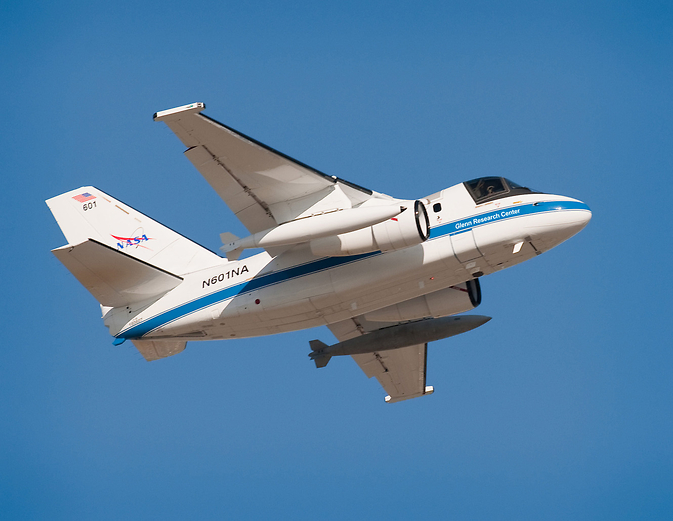 601
NASA
N601NA
Glenn Research Center